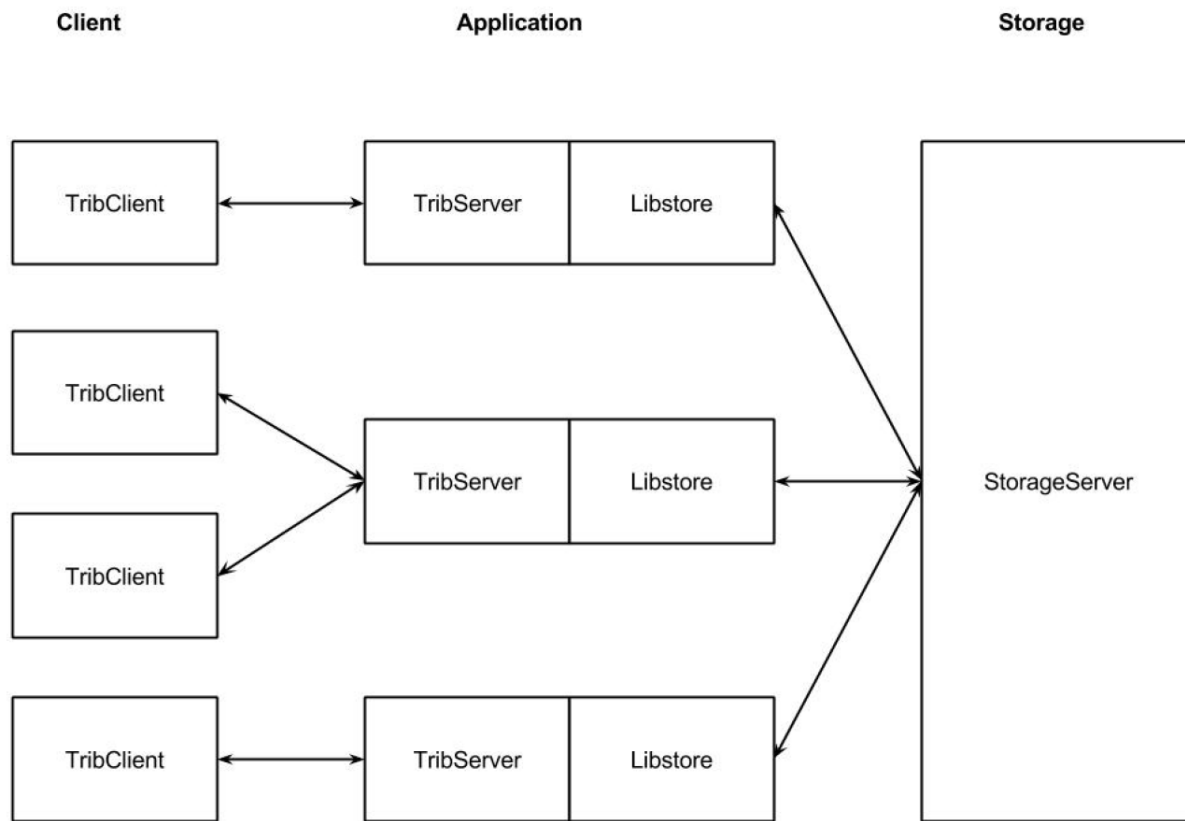 Client Application Storage
TribClient TribServer Libstore
TribClient
TribServer Libstore StorageServer
TribClient
TribClient TribServer Libstore